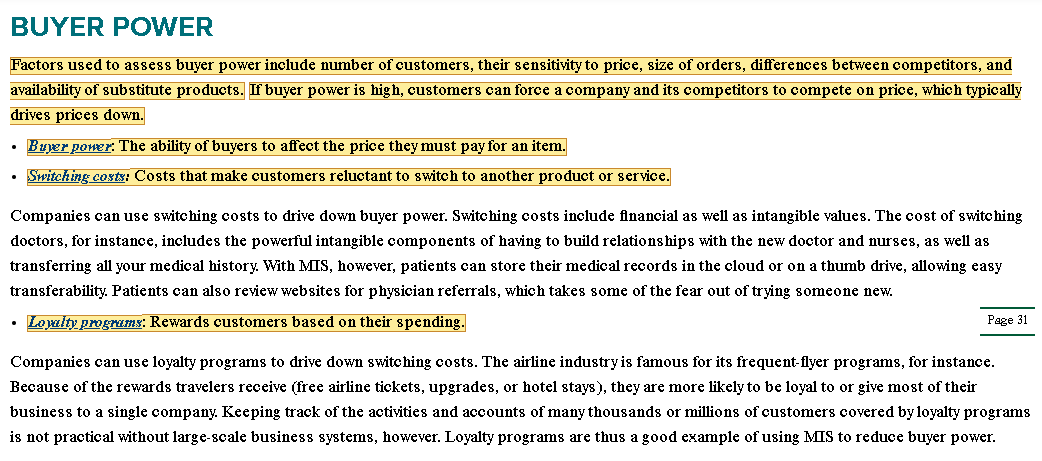 BUYER POWER
Factors used to assess buyer power include number of customers, their sensitivity to price, size of orders, differences between competitors, and
availability of substitute products. If buyer power is high, customers can force a company and its competitors to compete on price, which typically
drives prices down.
• Buyer power: The ability of buyers to affect the price they must pay for an item.
• Switching costs: Costs that make customers reluctant to switch to another product or service.
Companies can use switching costs to drive down buyer power. Switching costs include financial as well as intangible values. The cost of switching
doctors, for instance, includes the powerful intangible components of having to build relationships with the new doctor and nurses, as well as
transferring all your medical history. With MIS, however, patients can store their medical records in the cloud or on a thumb drive, allowing easy
transferability. Patients can also review websites for physician referrals, which takes some of the fear out of trying someone new.
• Loyalty programs: Rewards customers based on their spending.
Page 31
Companies can use loyalty programs to drive down switching costs. The airline industry is famous for its frequent-flyer programs, for instance.
Because of the rewards travelers receive (free airline tickets, upgrades, or hotel stays), they are more likely to be loyal to or give most of their
business to a single company. Keeping track of the activities and accounts of many thousands or millions of customers covered by loyalty programs
is not practical without large-scale business systems, however. Loyalty programs are thus a good example of using MIS to reduce buyer power.